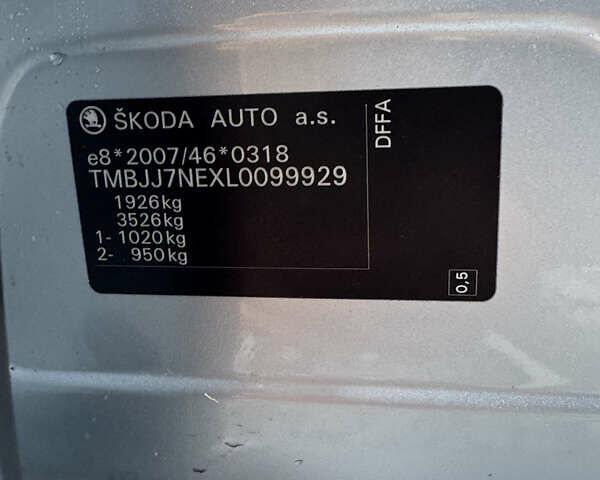 ŠKODA AUTO a.s.
e8*2007/46*0318
TMBJJ7NEXL0099929
1926kg
3526kg
1- 1020kg
2- 950kg
DFFA
0,5